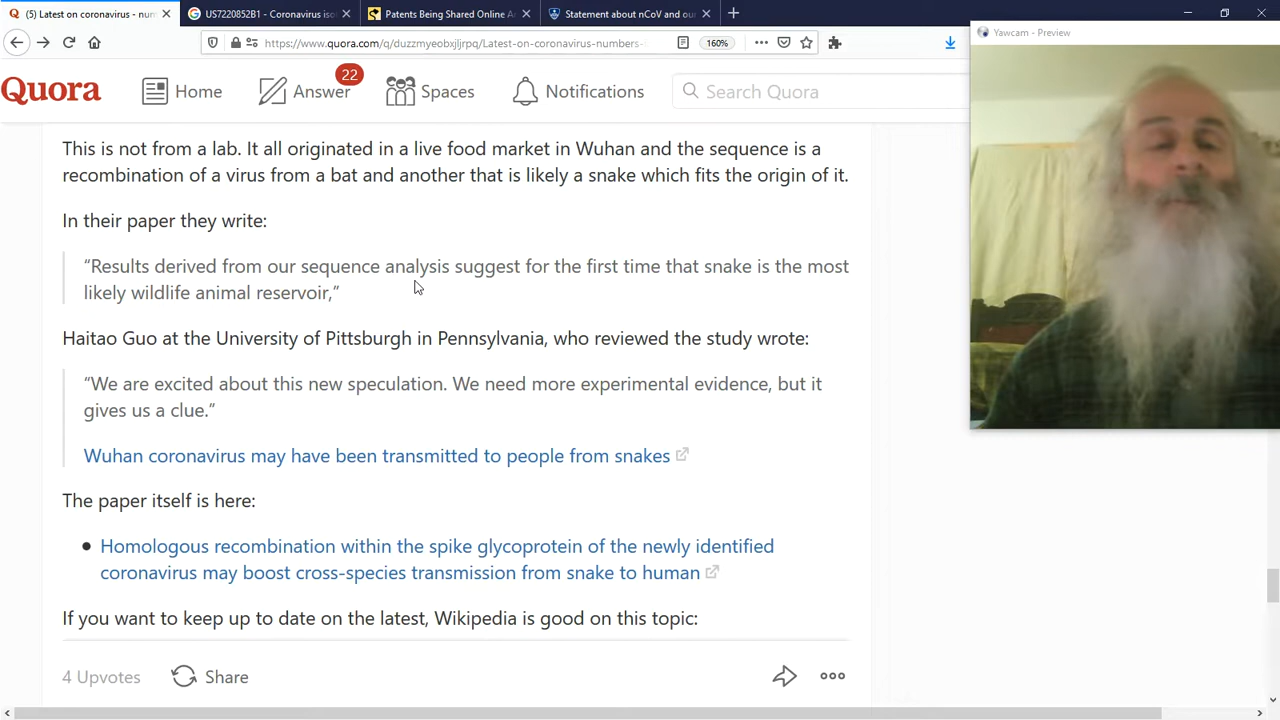 (5) Latest on coronavirus - num
US7220852B1 - Coronavirus iso
Patents Being Shared Online A
Statement about nCoV and our
https://www.quora.com/q/duzzmyeobxjljrpq/Latest-on-coronavirus-numbers-
160%
Yawcam - Preview
Quora
Home
Answer
22
Spaces
Notifications
Search Quora
This is not from a lab. It all originated in a live food market in Wuhan and the sequence is a
recombination of a virus from a bat and another that is likely a snake which fits the origin of it.
In their paper they write:
“Results derived from our sequence analysis suggest for the first time that snake is the most
likely wildlife animal reservoir,”
Haitao Guo at the University of Pittsburgh in Pennsylvania, who reviewed the study wrote:
“We are excited about this new speculation. We need more experimental evidence, but it
gives us a clue.”
Wuhan coronavirus may have been transmitted to people from snakes
The paper itself is here:
Homologous recombination within the spike glycoprotein of the newly identified
coronavirus may boost cross-species transmission from snake to human
If you want to keep up to date on the latest, Wikipedia is good on this topic:
4 Upvotes
Share